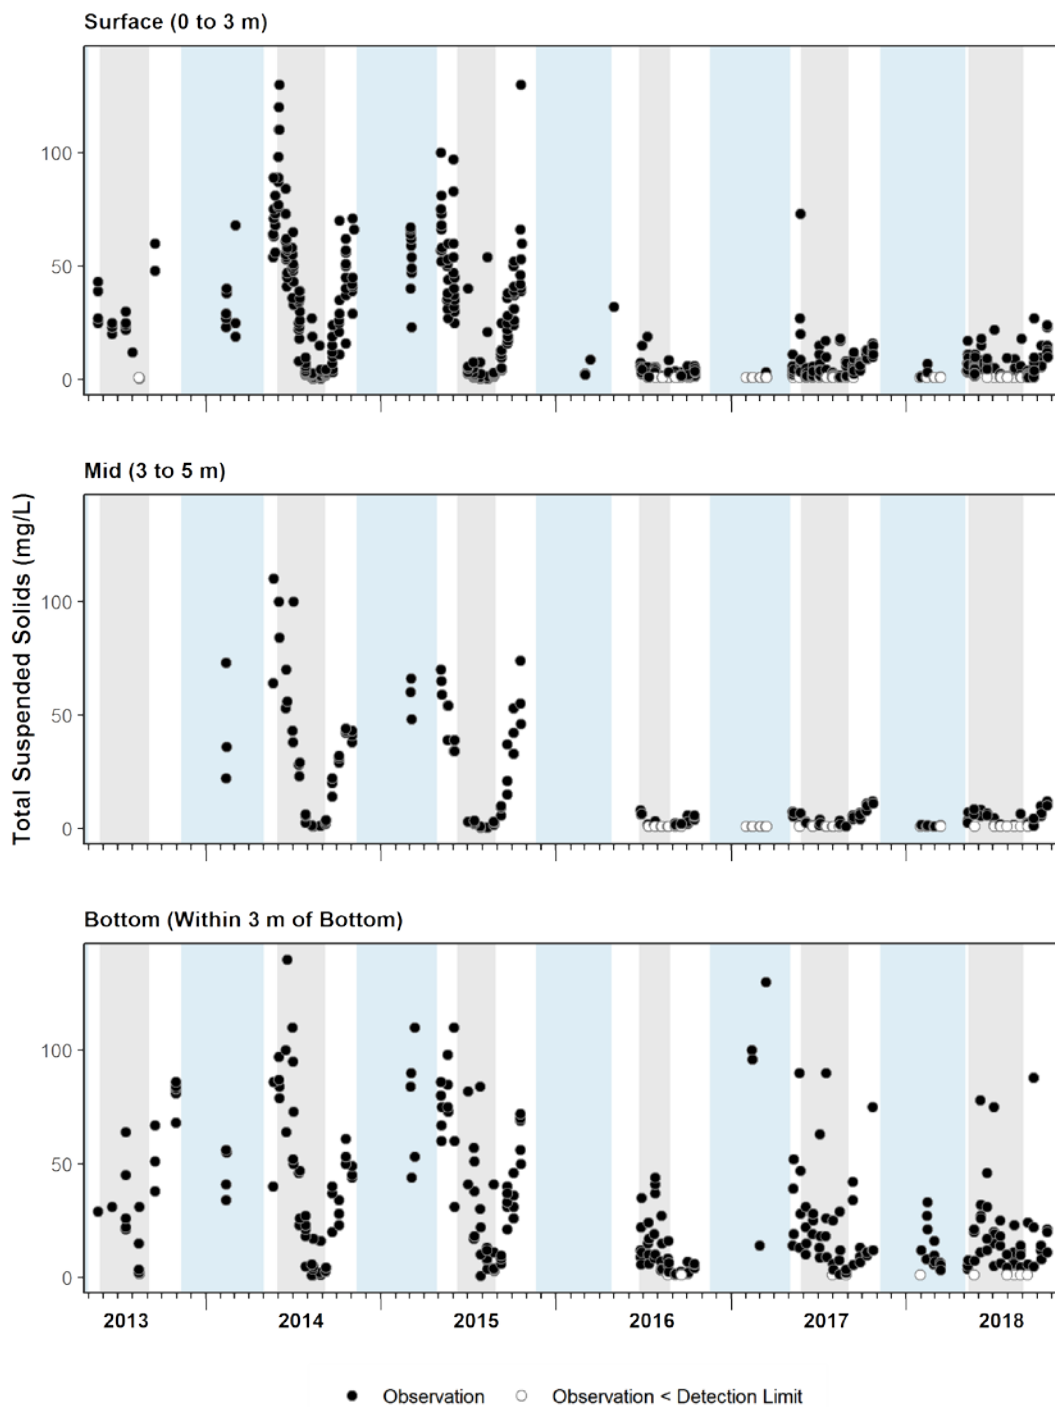 Surface (0 to 3 m)
100
50
0
Mid (3 to 5 m)
Total Suspended Solids (mg/L)
100
50
0
Bottom (Within 3 m of Bottom)
100
50
0
2013 2014 2015 2016 2017 2018
Observation Observation < Detection Limit